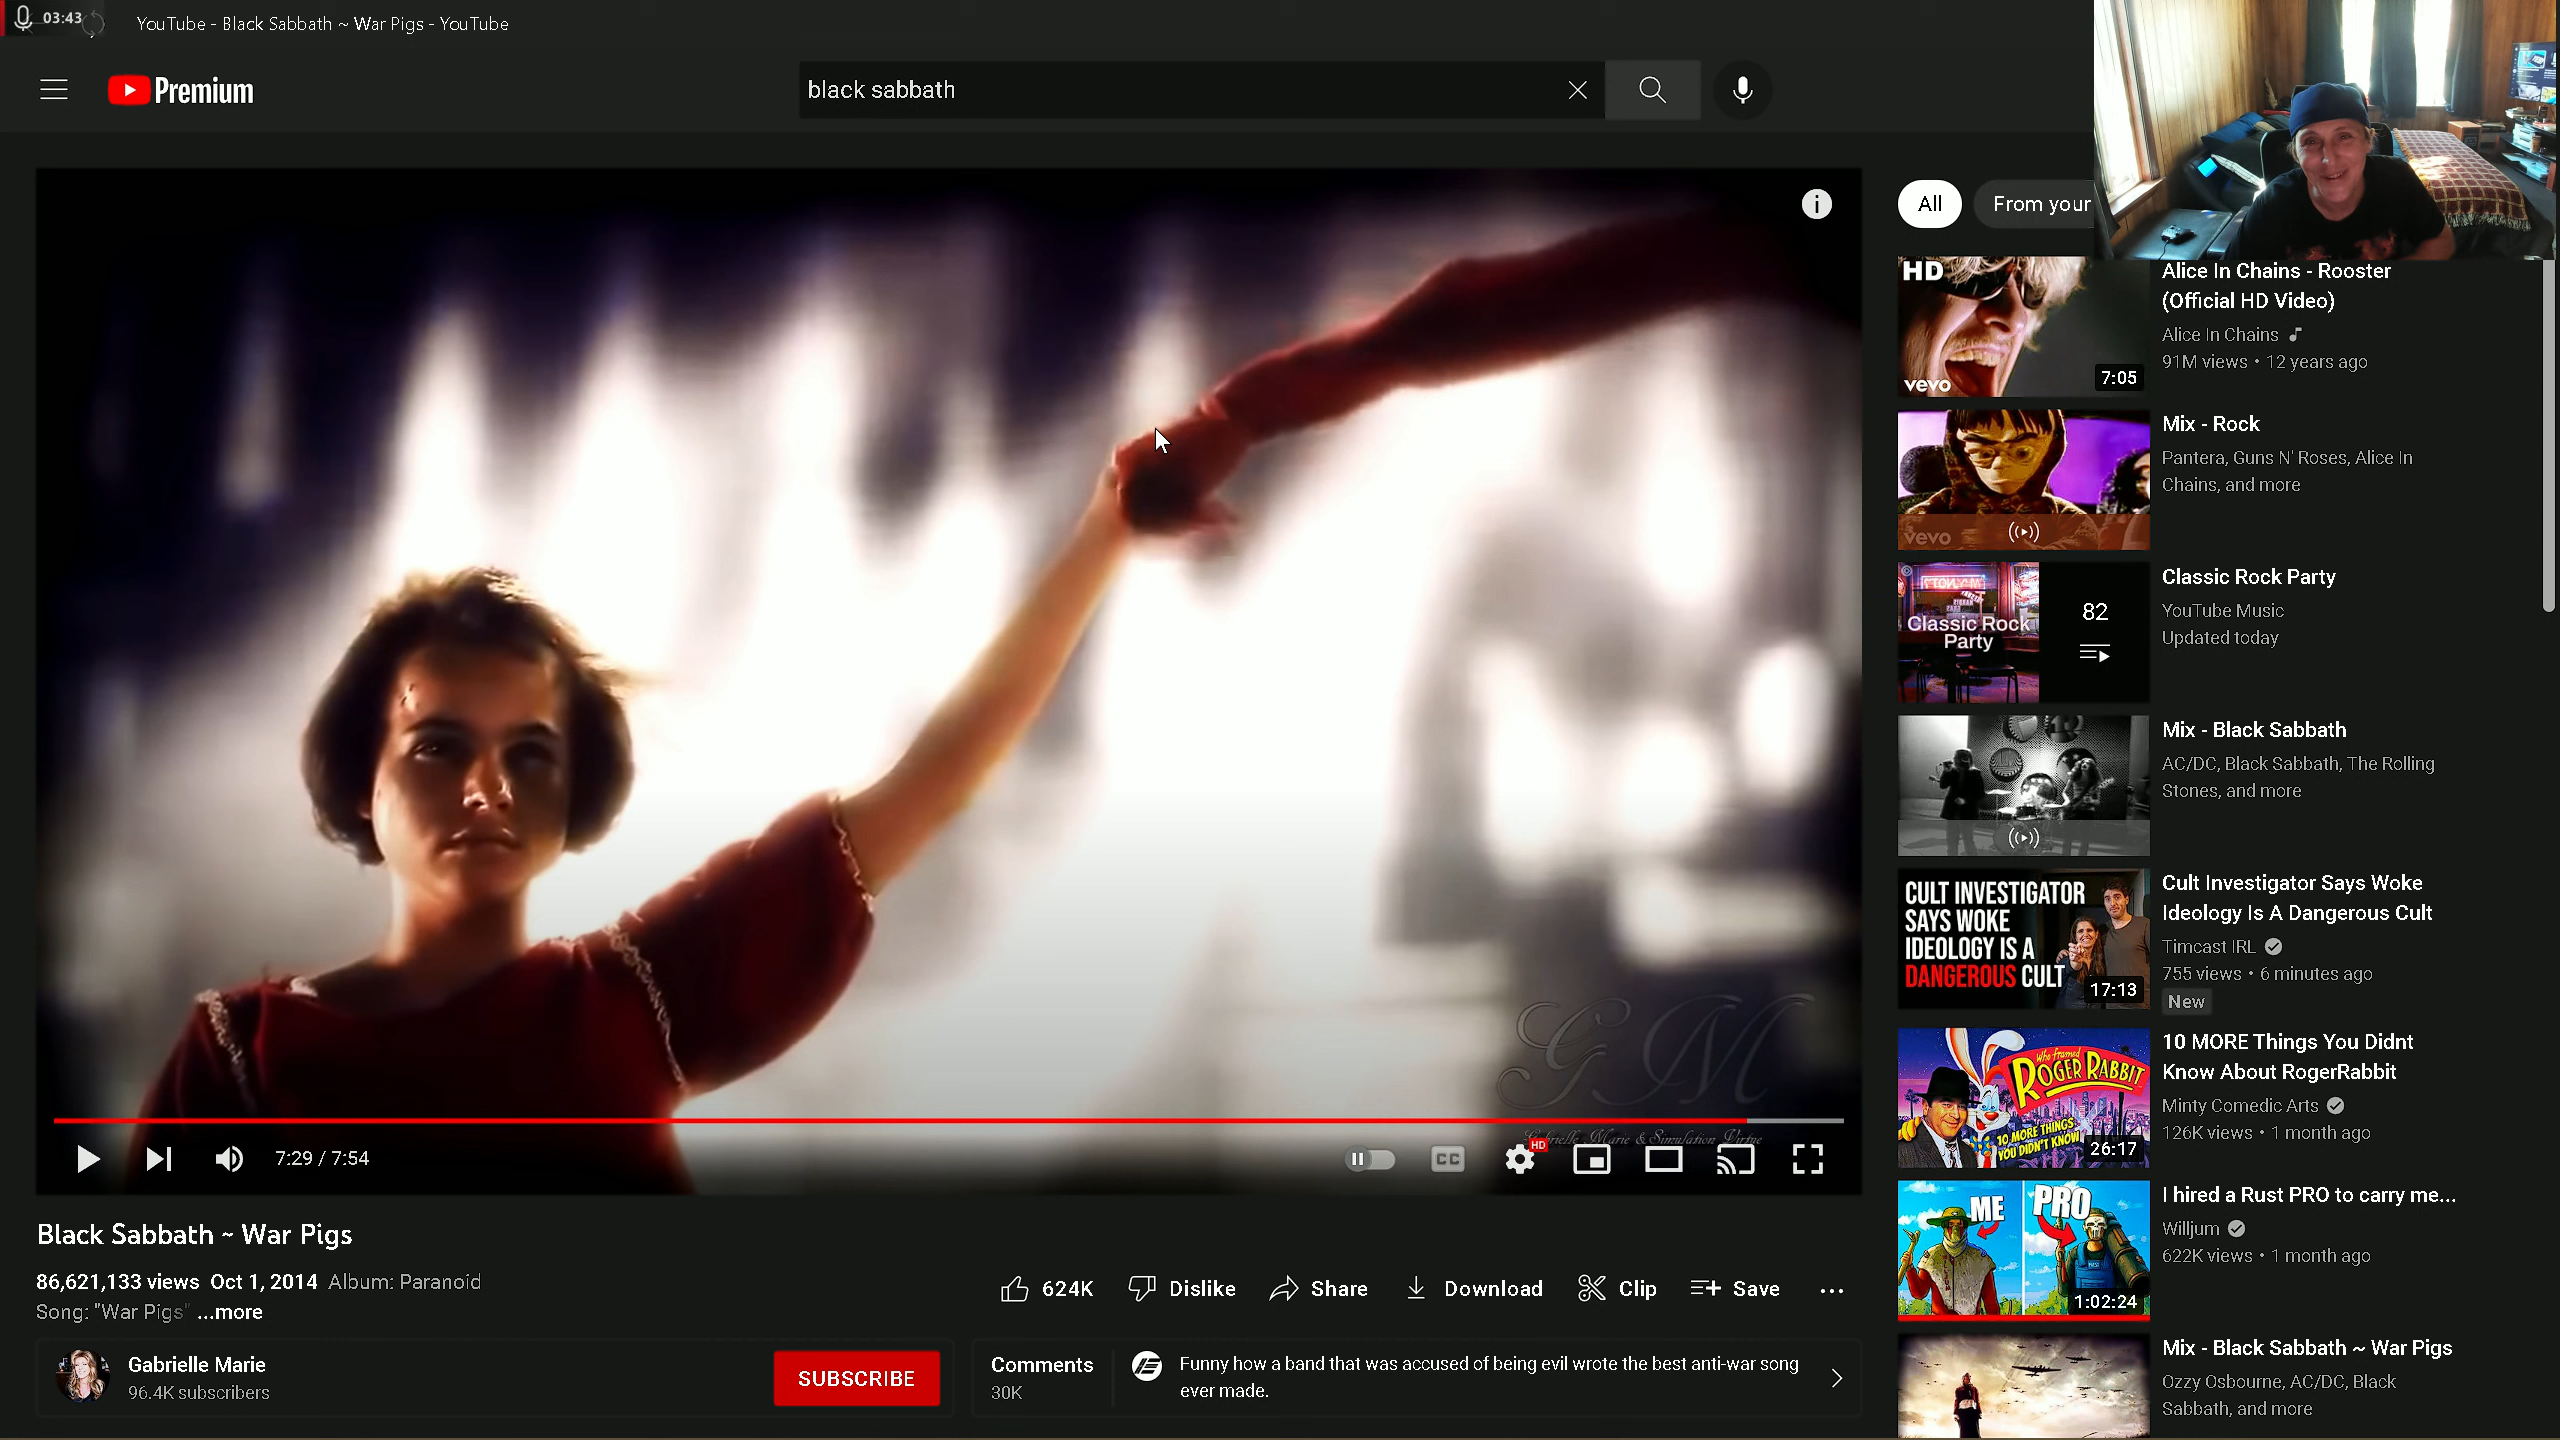 03:43
YouTube - Black Sabbath ~ War Pigs - YouTube
Premium
black sabbath
All
From your
HD
vevo
7:05
Alice In Chains - Rooster
(Official HD Video)
Alice In Chains
91M views • 12 years ago
vevo
Mix - Rock
Pantera, Guns N' Roses, Alice In
Chains, and more
Classic Rock
Party
82
Classic Rock Party
YouTube Music
Updated today
Mix - Black Sabbath
AC/DC, Black Sabbath, The Rolling
Stones, and more
CULT INVESTIGATOR
SAYS WOKE
IDEOLOGY IS A
DANGEROUS CULT
17:13
Cult Investigator Says Woke
Ideology Is A Dangerous Cult
Timcast IRL
755 views • 6 minutes ago
New
Who framed
ROGER RABBIT
10 MORE THINGS
YOU DIDN'T KNOW
26:17
10 MORE Things You Didnt
Know About RogerRabbit
Minty Comedic Arts
126K views • 1 month ago
ME
PRO
1:02:24
I hired a Rust PRO to carry me...
Willjum
622K views • 1 month ago
Mix - Black Sabbath ~ War Pigs
Ozzy Osbourne, AC/DC, Black
Sabbath, and more
GM
Gabrielle Marie & Simulation Virtue
7:29 / 7:54
CC
HD
Black Sabbath ~ War Pigs
86,621,133 views Oct 1, 2014 Album: Paranoid
Song: "War Pigs" ...more
624K
Dislike
Share
Download
Clip
Save
Gabrielle Marie
96.4K subscribers
SUBSCRIBE
Comments
30K
Funny how a band that was accused of being evil wrote the best anti-war song
ever made.